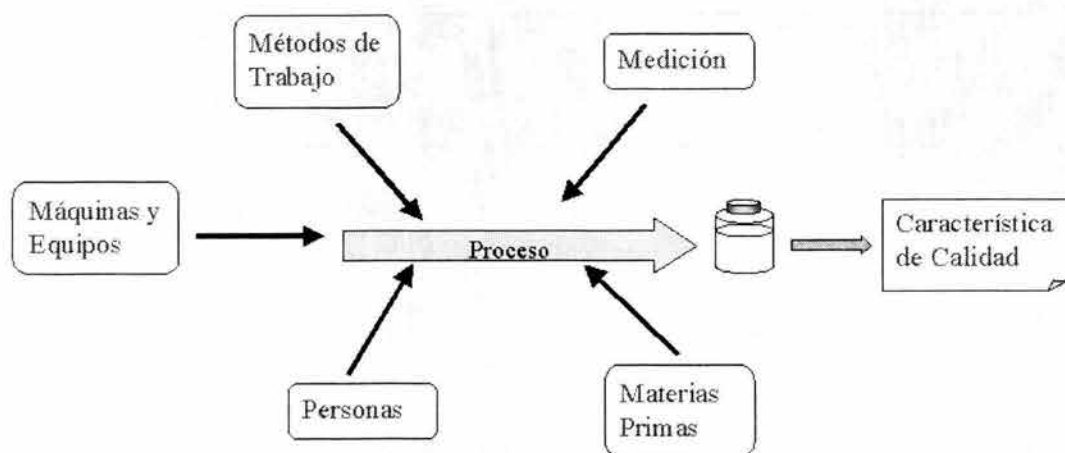 Métodos de
Trabajo
Medición
Máquinas y
Equipos
Proceso
Característica
de Calidad
Personas
Materias
Primas